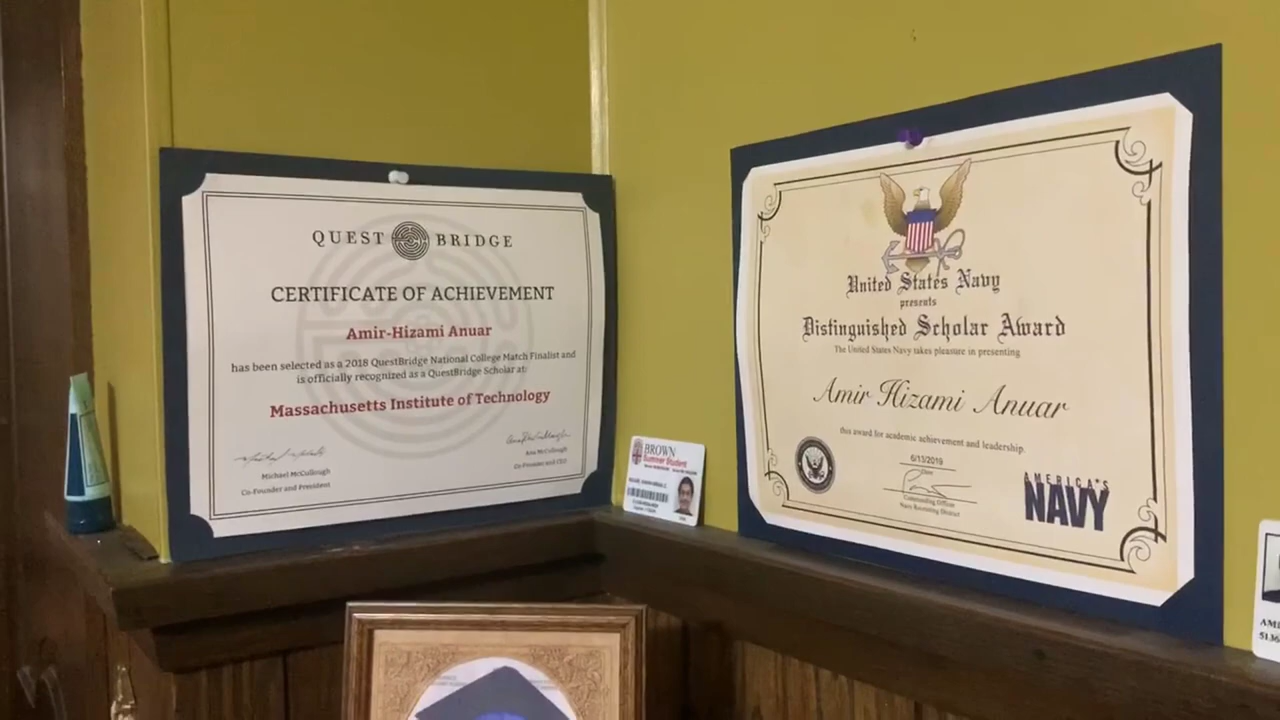 QUEST BRIDGE
CERTIFICATE OF ACHIEVEMENT
Amir-Hizami Anuar
has been selected as a 2018 QuestBridge National College Match Finalist and
is officially recognized as a QuestBridge Scholar at:
Massachusetts Institute of Technology
Michael McCullough
Co-Founder and President
Ana McCullough
Co-Founder and CEO
BROWN
Summer Student
United States Navy
presents
Distinguished Scholar Award
The United States Navy takes pleasure in presenting
Amir Hizami Anuar
this award for academic achievement and leadership.
6/13/2019
Date
Commanding Officer
Navy Recruiting District
AMERICA'S
NAVY